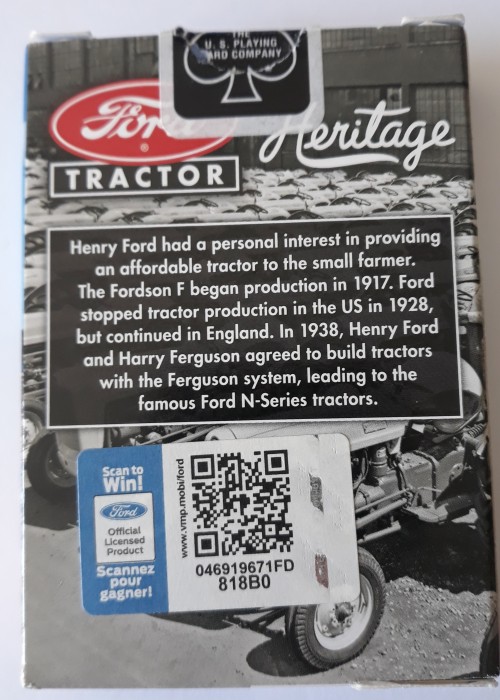 THE
U. S. PLAYING
CARD COMPANY
Ford
®
Heritage
TRACTOR
Henry Ford had a personal interest in providing
an affordable tractor to the small farmer.
The Fordson F began production in 1917. Ford
stopped tractor production in the US in 1928,
but continued in England. In 1938, Henry Ford
and Harry Ferguson agreed to build tractors
with the Ferguson system, leading to the
famous Ford N-Series tractors.
Scan to
Win!
Ford
Official
Licensed
Product
Scannez
pour
gagner!
www.vmp.mobi/ford
046919671FD
818B0